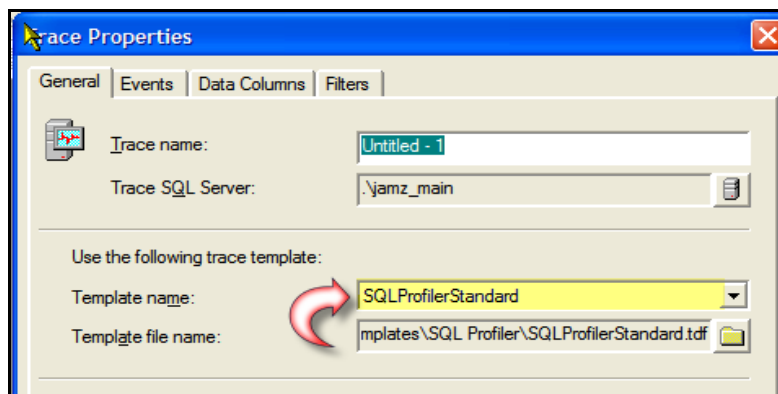 Trace Properties
General Events Data Columns Filters
Trace name: Untitled - 1
Trace SQL Server: .\jamz_main
Use the following trace template:
Template name: SQLProfilerStandard
Template file name: mplates\SQL Profiler\SQLProfilerStandard.tdf